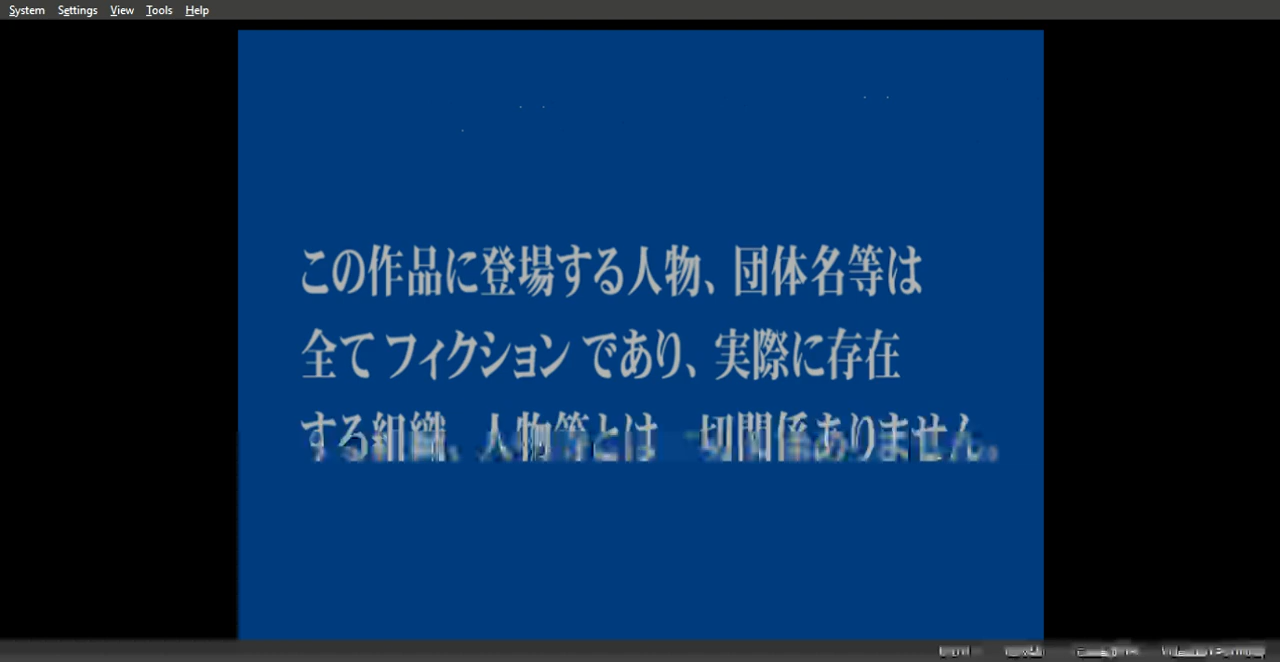 System Settings View Tools Help
この作品に登場する人物、団体名等は
全てフィクションであり、実際に存在
する組織、人物等とは一切関係ありません。